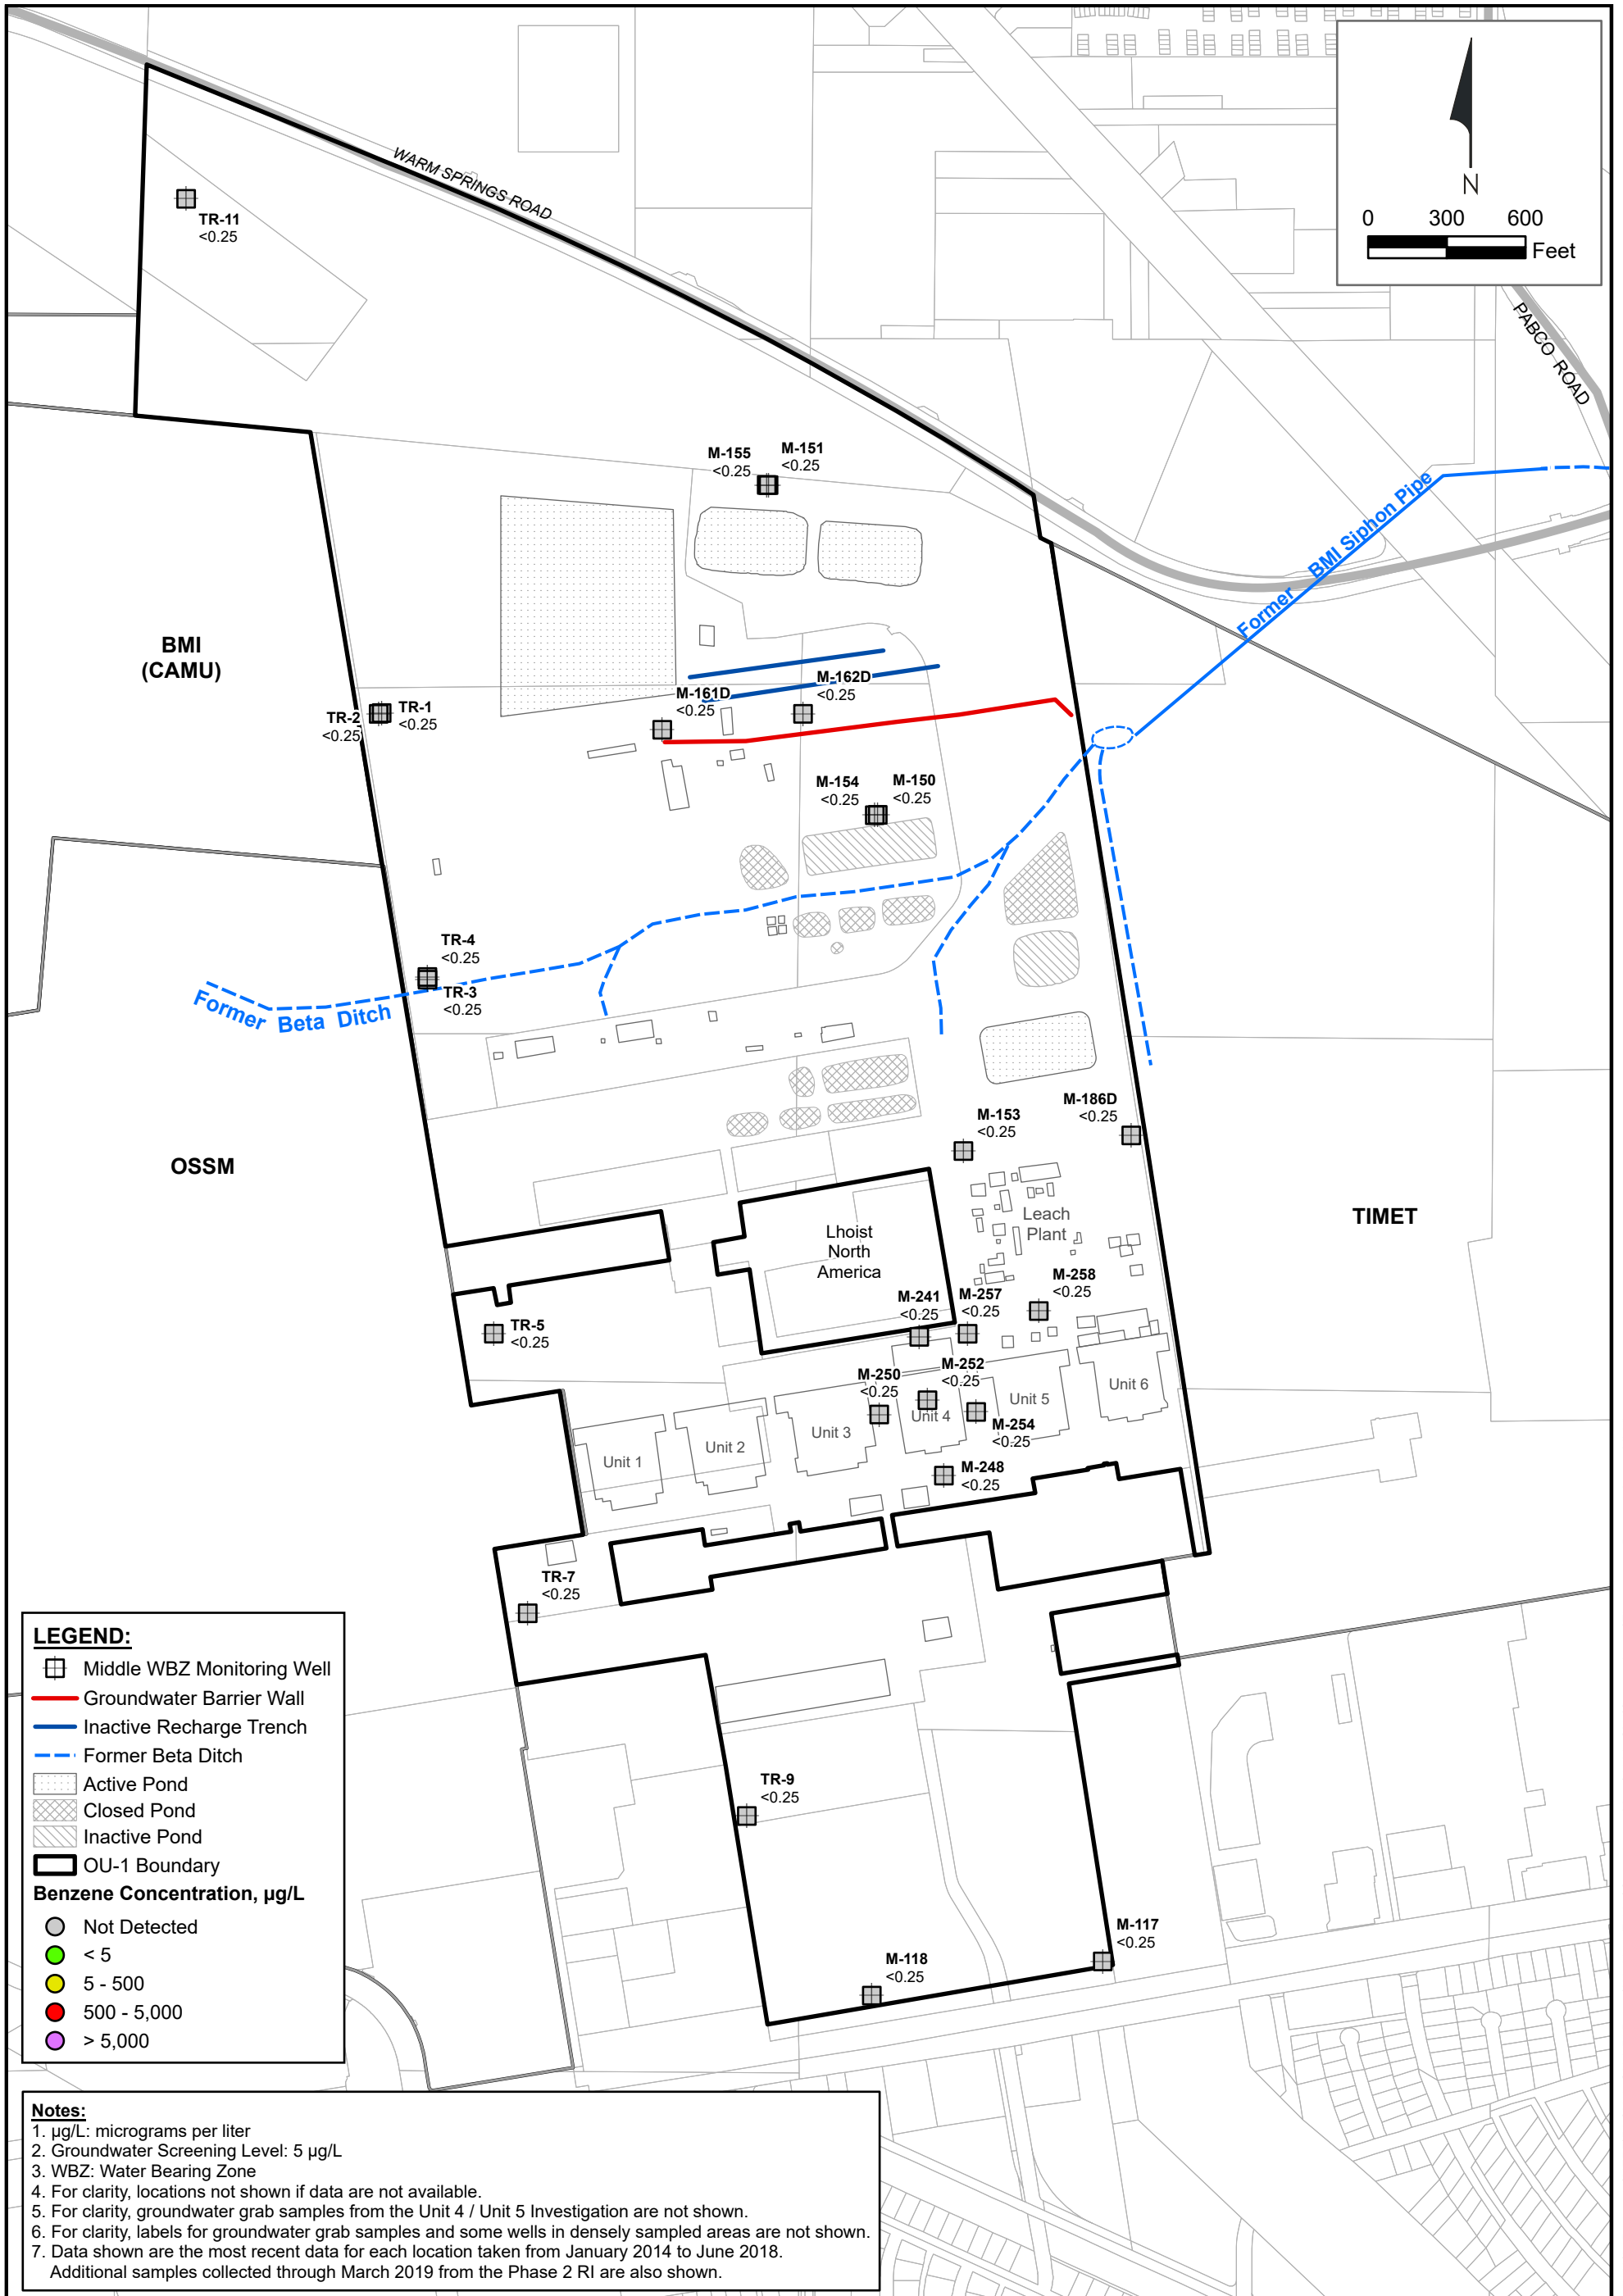 WARM SPRINGS ROAD
N
0 300 600
Feet
PABCO ROAD
TR-11
<0.25
M-155
<0.25
M-151
<0.25
Former BMI Siphon Pipe
BMI
(CAMU)
M-161D
<0.25
M-162D
<0.25
TR-2
<0.25
TR-1
<0.25
M-154
<0.25
M-150
<0.25
TR-4
<0.25
TR-3
<0.25
Former Beta Ditch
OSSM
M-153
<0.25
M-186D
<0.25
TIMET
Leach
Plant
Lhoist
North
America
M-241
<0.25
M-257
<0.25
M-258
<0.25
TR-5
<0.25
M-250
<0.25
M-252
<0.25
M-254
<0.25
Unit 1
Unit 2
Unit 3
Unit 4
Unit 5
Unit 6
M-248
<0.25
TR-7
<0.25
TR-9
<0.25
M-118
<0.25
M-117
<0.25
LEGEND:
Middle WBZ Monitoring Well
Groundwater Barrier Wall
Inactive Recharge Trench
Former Beta Ditch
Active Pond
Closed Pond
Inactive Pond
OU-1 Boundary
Benzene Concentration, µg/L
Not Detected
< 5
5 - 500
500 - 5,000
> 5,000
Notes:
1. µg/L: micrograms per liter
2. Groundwater Screening Level: 5 µg/L
3. WBZ: Water Bearing Zone
4. For clarity, locations not shown if data are not available.
5. For clarity, groundwater grab samples from the Unit 4 / Unit 5 Investigation are not shown.
6. For clarity, labels for groundwater grab samples and some wells in densely sampled areas are not shown.
7. Data shown are the most recent data for each location taken from January 2014 to June 2018.
Additional samples collected through March 2019 from the Phase 2 RI are also shown.